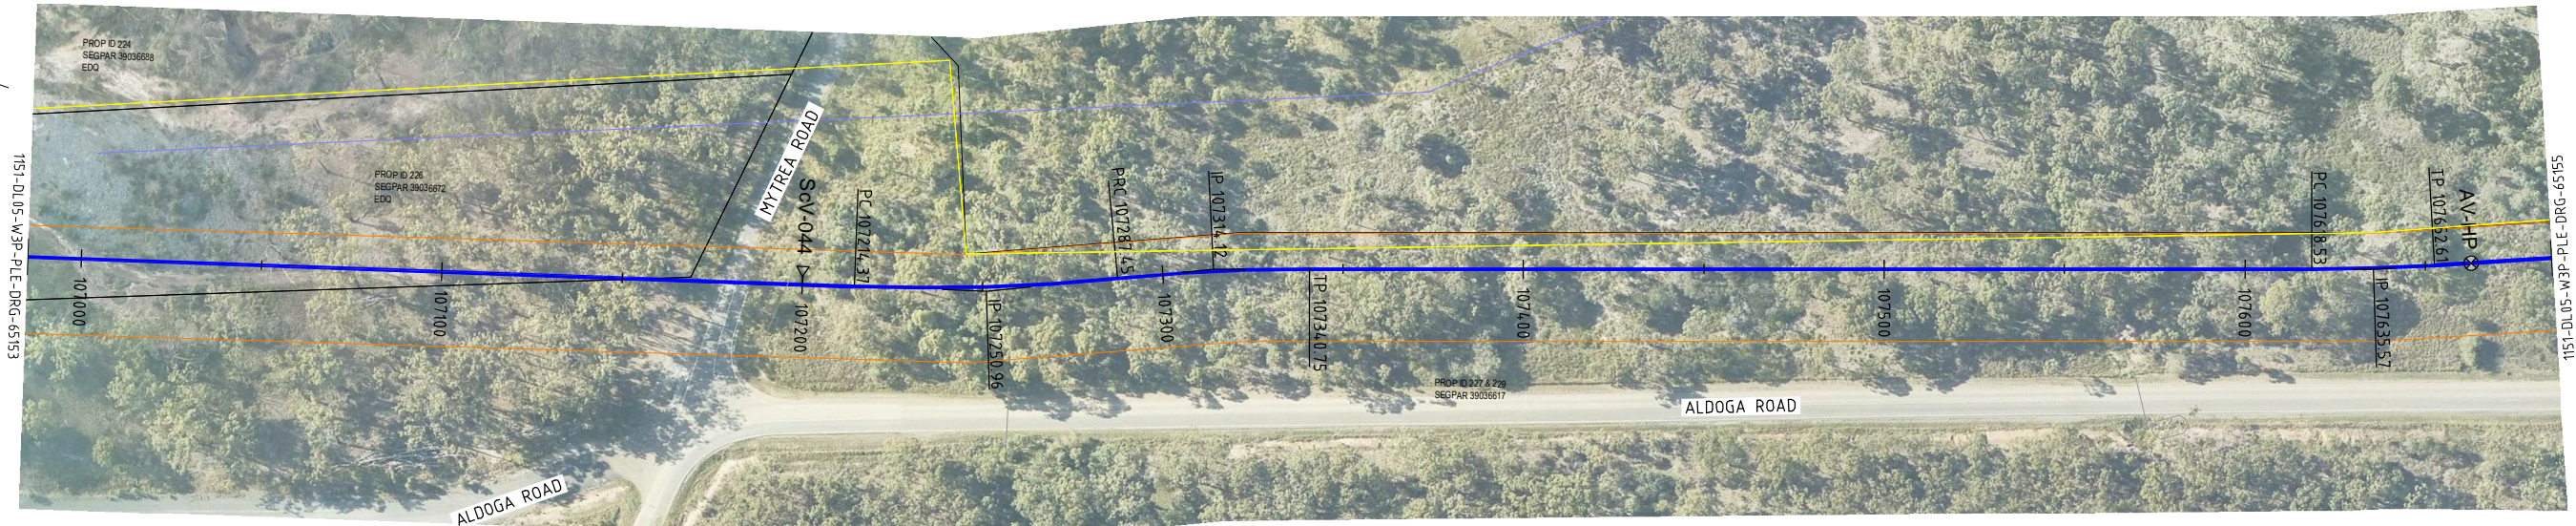 PROP ID 224
SEGPAR 39036688
EDQ
1151-DL05-W3P-PLE-DRG-65153
PROP ID 226
SEGPAR 39036672
EDQ
MYTREA ROAD
ScV-044
PC 107214.37
PRC 107287.45
IP 107314.12
PC 107618.53
TP 107652.61
AV-HP
1151-DL05-W3P-PLE-DRG-65155
107000
107100
107200
IP 107250.96
107300
TP 107340.75
107400
107500
107600
IP 107635.57
PROP ID 227 & 229
SEGPAR 39036617
ALDOGA ROAD
ALDOGA ROAD